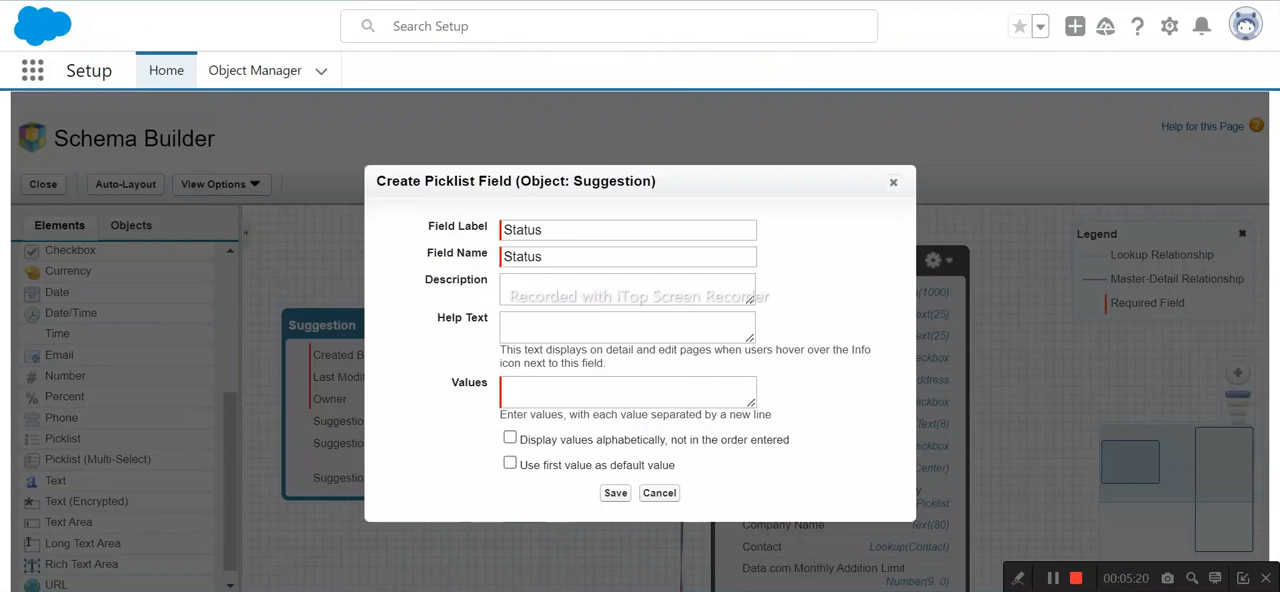 Search Setup
Setup
Home
Object Manager
Schema Builder
Help for this Page
Close
Auto-Layout
View Options
Elements
Objects
Checkbox
Currency
Date
Date/Time
Time
Email
Number
Percent
Phone
Picklist
Picklist (Multi-Select)
Text
Text (Encrypted)
Text Area
Long Text Area
Rich Text Area
URL
Suggestion
Created B
Last Modif
Owner
Suggestio
Suggestio
Suggestio
Create Picklist Field (Object: Suggestion)
Field Label
Status
Field Name
Status
Description
Recorded with iTop Screen Recorder
Help Text
This text displays on detail and edit pages when users hover over the Info
icon next to this field.
Values
Enter values, with each value separated by a new line
Display values alphabetically, not in the order entered
Use first value as default value
Save
Cancel
(1000)
ext(25)
ext(25)
eckbox
ddress
eckbox
Text(8)
eckbox
Center)
y
Picklist
Company Name
Text(80)
Contact
Lookup(Contact)
Data.com Monthly Addition Limit
Number(9, 0)
Legend
Lookup Relationship
Master-Detail Relationship
Required Field
00:05:20